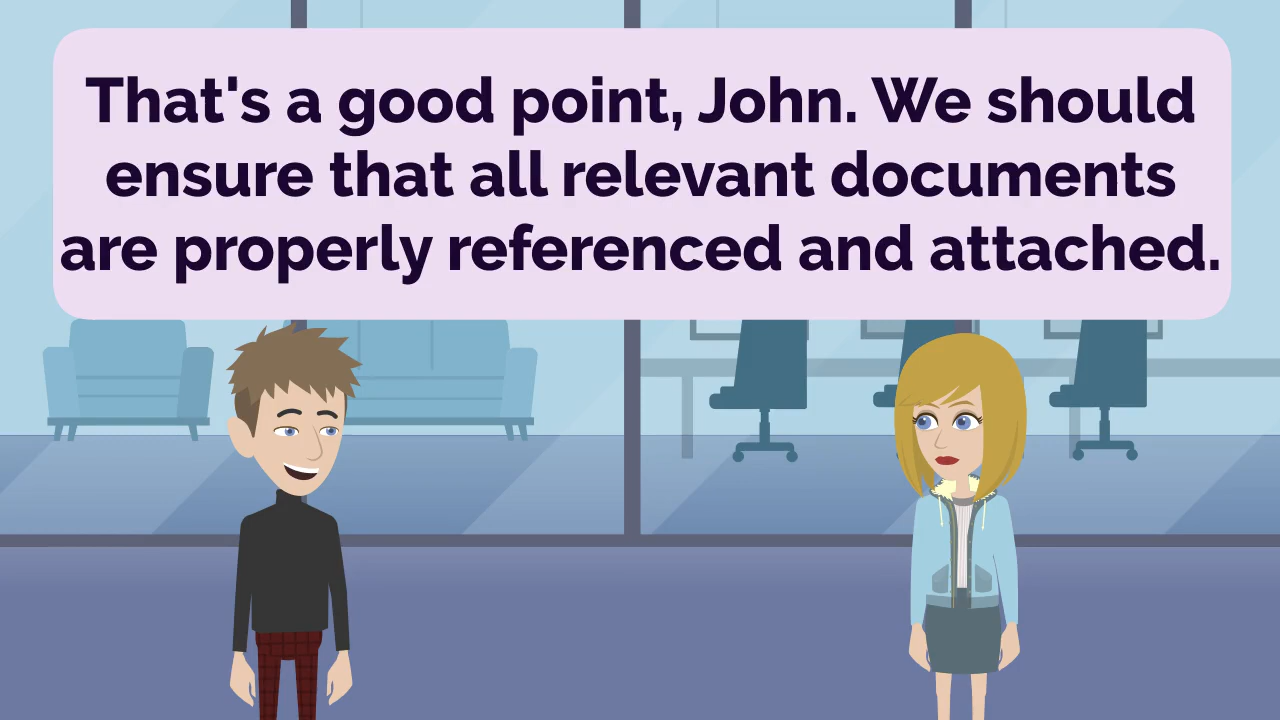 That's a good point, John. We should
ensure that all relevant documents
are properly referenced and attached.